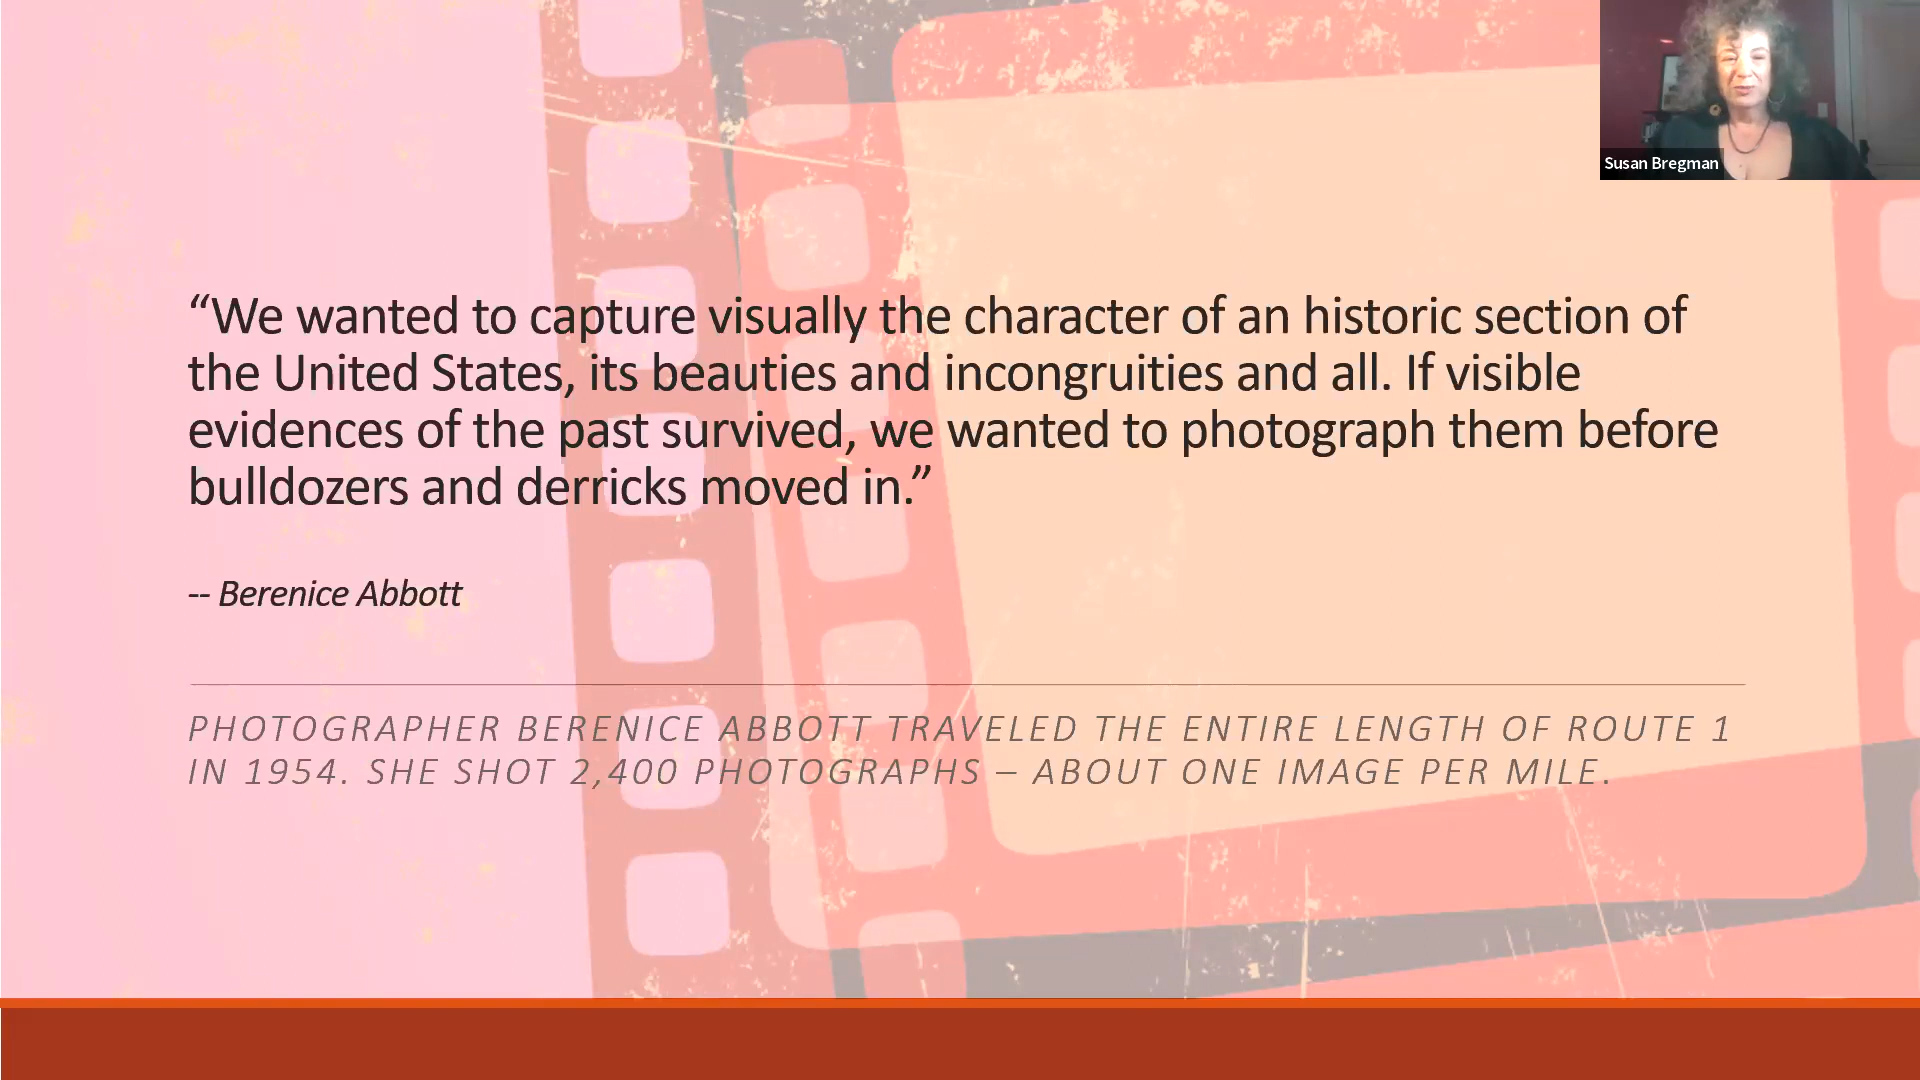 Susan Bregman
“We wanted to capture visually the character of an historic section of
the United States, its beauties and incongruities and all. If visible
evidences of the past survived, we wanted to photograph them before
bulldozers and derricks moved in.”
-- Berenice Abbott
PHOTOGRAPHER BERENICE ABBOTT TRAVELED THE ENTIRE LENGTH OF ROUTE 1
IN 1954. SHE SHOT 2,400 PHOTOGRAPHS – ABOUT ONE IMAGE PER MILE.